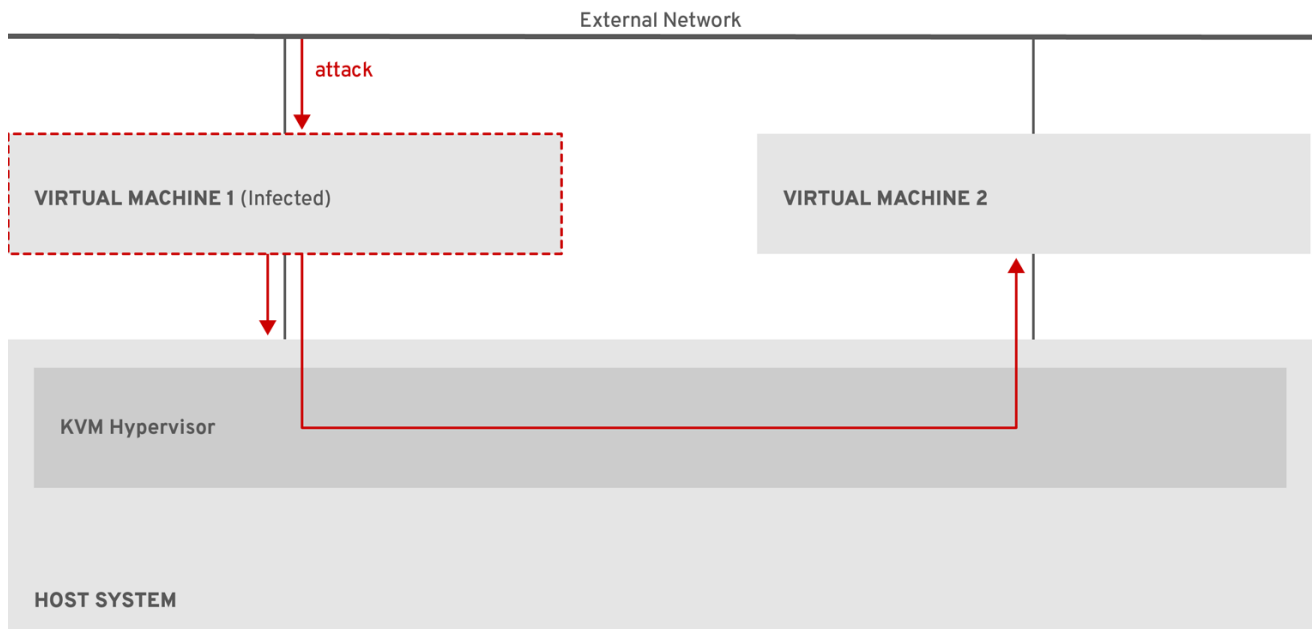 External Network
attack
VIRTUAL MACHINE 1 (Infected)
VIRTUAL MACHINE 2
KVM Hypervisor
HOST SYSTEM